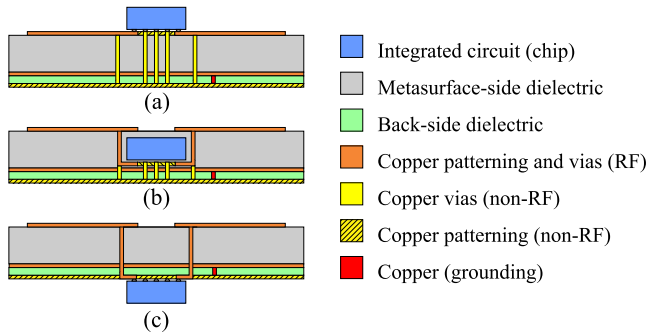 (a)
(b)
(c)
Integrated circuit (chip)
Metasurface-side dielectric
Back-side dielectric
Copper patterning and vias (RF)
Copper vias (non-RF)
Copper patterning (non-RF)
Copper (grounding)